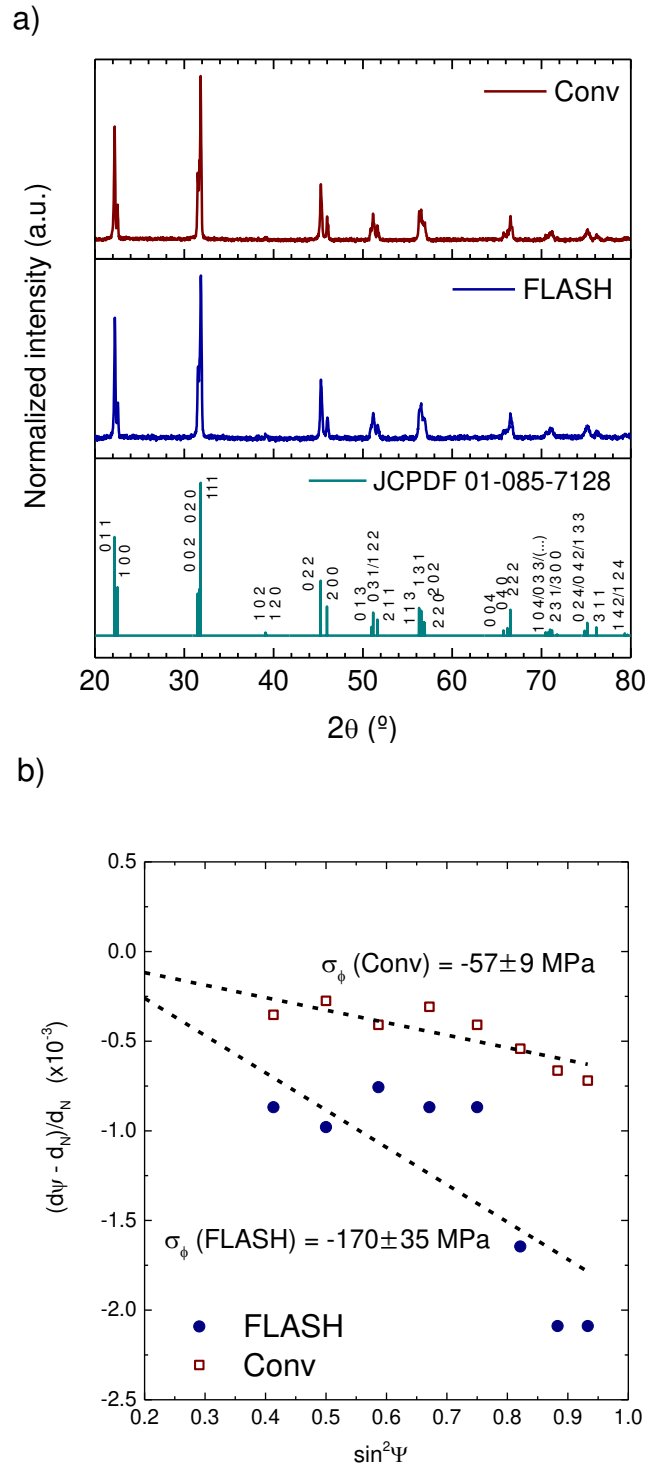 a)
Conv
FLASH
JCPDF 01-085-7128
Normalized intensity (a.u.)
0 1 1
1 0 0
0 0 2
0 2 0
111
1 0 2
1 2 0
0 2 2
2 0 0
0 1 3
0 3 1/1 2 2
2 1 1
1 1 3
1 3 1
2 0 2
2 2 0
0 0 4
0 4 0
2 2 2
1 0 4/0 3 3/(...)
2 3 1/3 0 0
0 2 4/0 4 2/1 3 3
3 1 1
1 4 2/1 2 4
20 30 40 50 60 70 80
2θ (º)
b)
0.5
0.0
-0.5
-1.0
-1.5
-2.0
-2.5
(dψ - d_N)/d_N (x10⁻³)
σ_ϕ (Conv) = -57±9 MPa
σ_ϕ (FLASH) = -170±35 MPa
FLASH
Conv
0.2 0.3 0.4 0.5 0.6 0.7 0.8 0.9 1.0
sin²Ψ